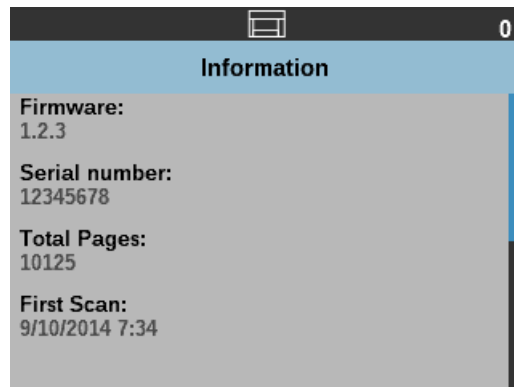 0
Information
Firmware:
1.2.3
Serial number:
12345678
Total Pages:
10125
First Scan:
9/10/2014 7:34